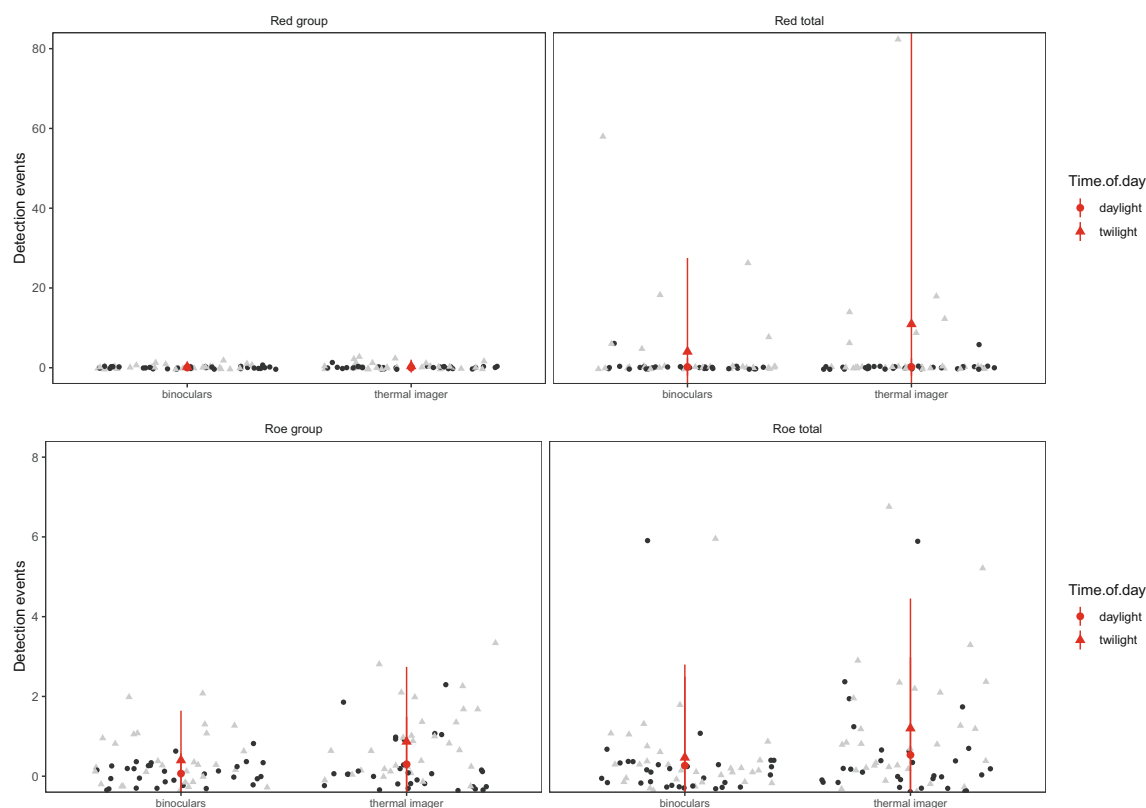 Red group
Red total
80
60
40
20
0
Detection events
binoculars
thermal imager
binoculars
thermal imager
Time.of.day
daylight
twilight
Roe group
Roe total
8
6
4
2
0
Detection events
binoculars
thermal imager
binoculars
thermal imager
Time.of.day
daylight
twilight